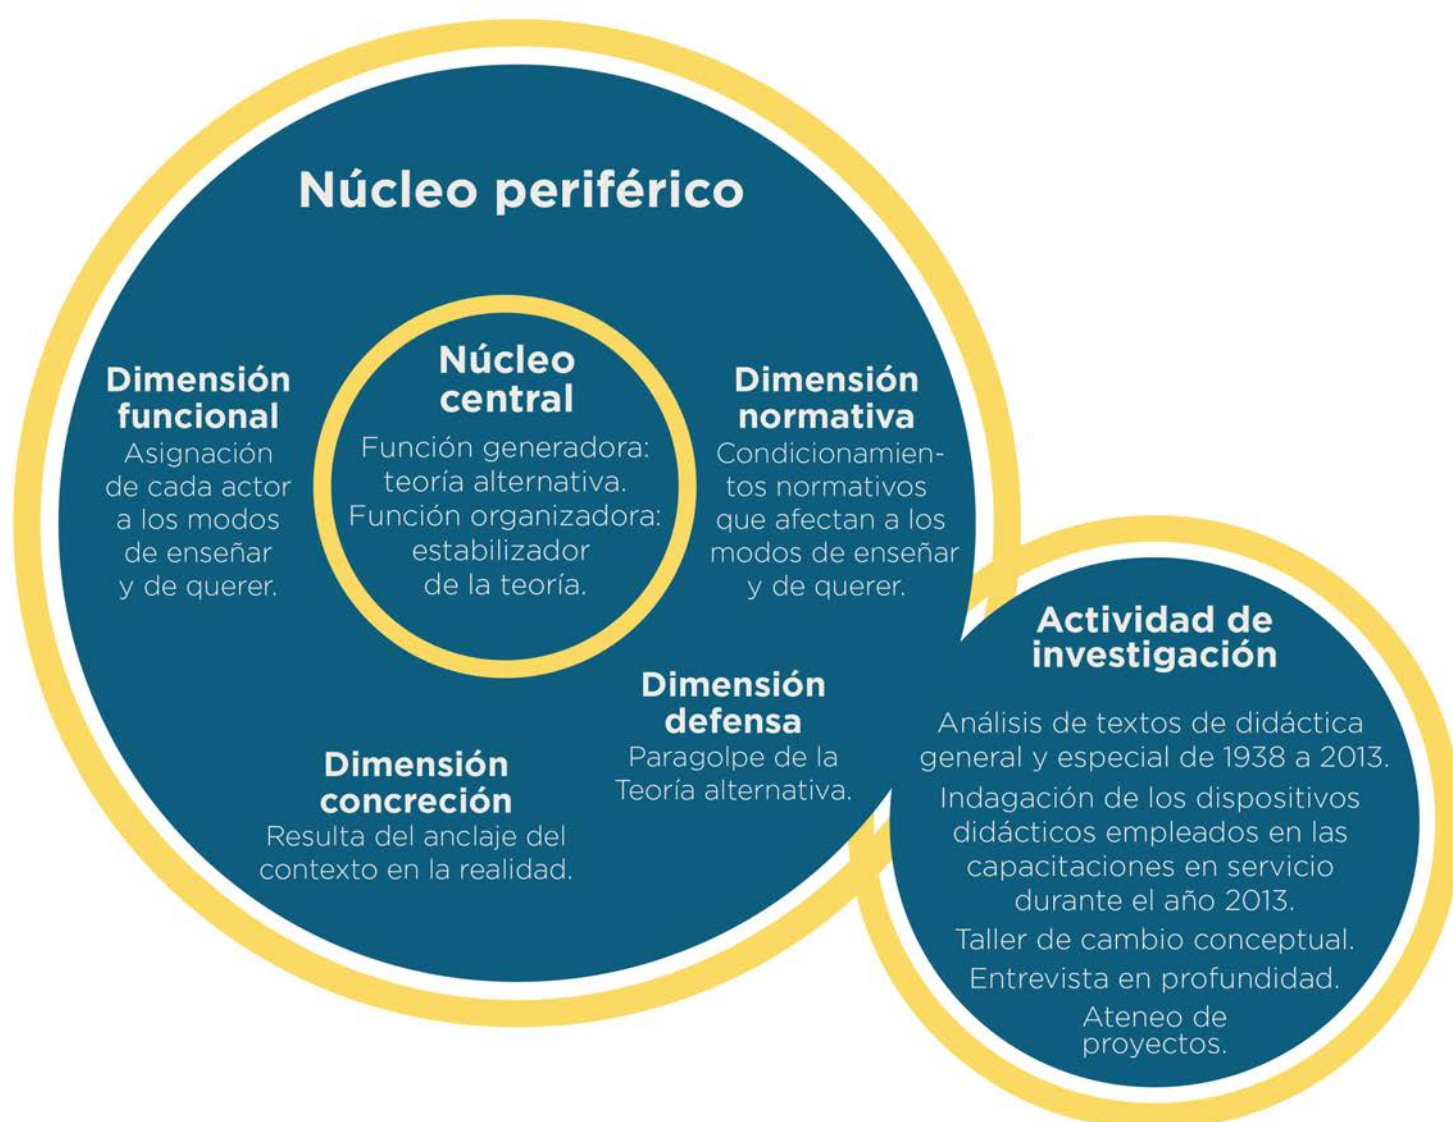 Núcleo periférico
Dimensión
funcional
Asignación
de cada actor
a los modos
de enseñar
y de querer.
Núcleo
central
Función generadora:
teoría alternativa.
Función organizadora:
estabilizador
de la teoría.
Dimensión
normativa
Condicionamien-
tos normativos
que afectan a los
modos de enseñar
y de querer.
Dimensión
concreción
Resulta del anclaje del
contexto en la realidad.
Dimensión
defensa
Paragolpe de la
Teoría alternativa.
Actividad de
investigación
Análisis de textos de didáctica
general y especial de 1938 a 2013.
Indagación de los dispositivos
didácticos empleados en las
capacitaciones en servicio
durante el año 2013.
Taller de cambio conceptual.
Entrevista en profundidad.
Ateneo de
proyectos.